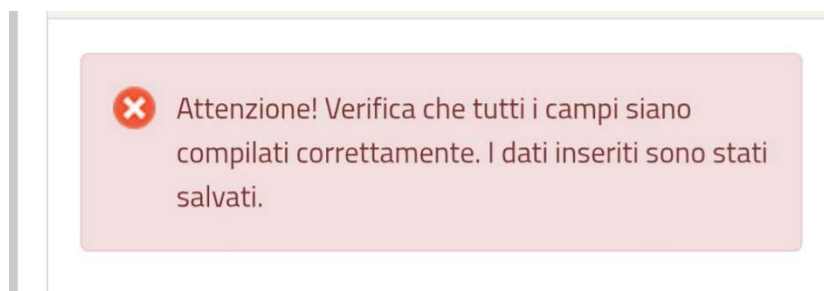 Attenzione! Verifica che tutti i campi siano
compilati correttamente. I dati inseriti sono stati
salvati.